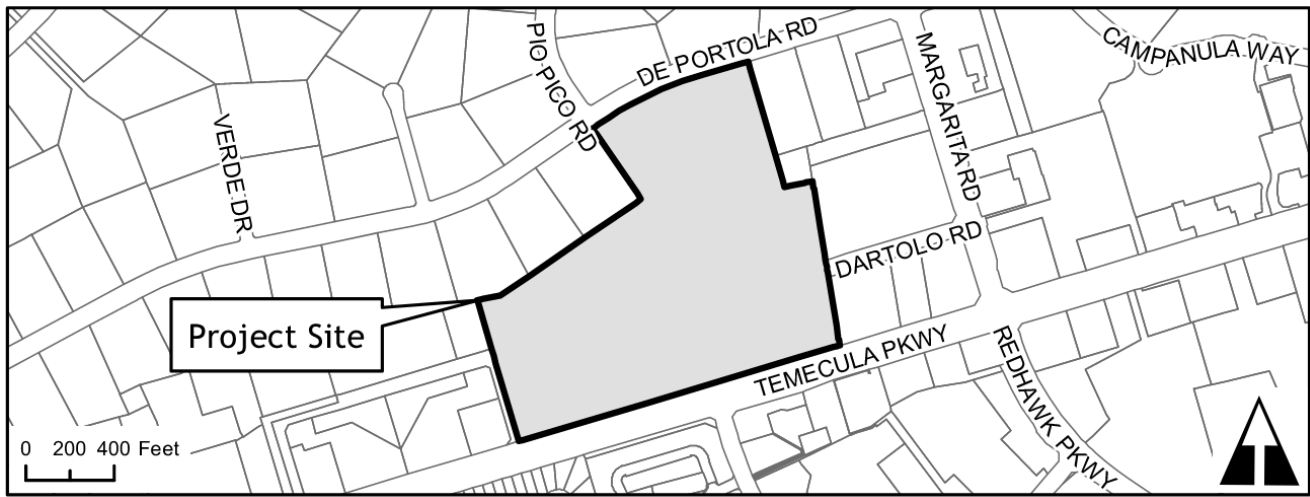 PIO PICO RD
DE PORTOLA RD
MARGARITA RD
CAMPANULA WAY
VERDE DR
DARTOLO RD
Project Site
TEMECULA PKWY
REDHAWK PKWY
0 200 400 Feet